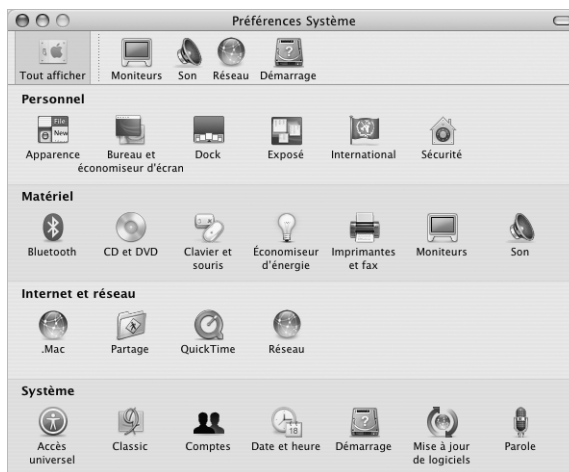 Préférences Système
Tout afficher Moniteurs Son Réseau Démarrage
Personnel
File
New
Apparence Bureau et économiseur d'écran Dock Exposé International Sécurité
Matériel
Bluetooth CD et DVD Clavier et souris Économiseur d'énergie Imprimantes et fax Moniteurs Son
Internet et réseau
.Mac Partage QuickTime Réseau
Système
18
Accès universel Classic Comptes Date et heure Démarrage Mise à jour de logiciels Parole